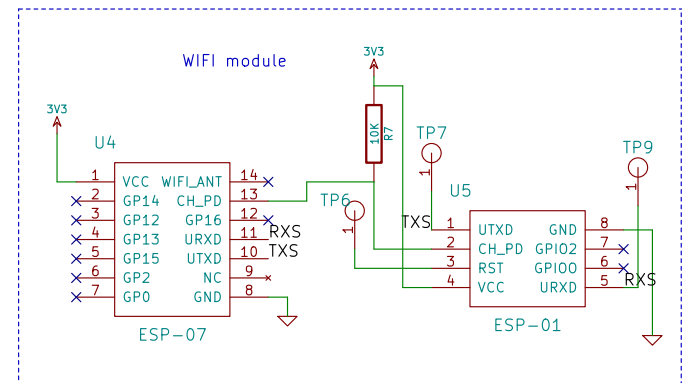 WIFI module
3V3
3V3
10K
R7
U4
1 VCC WIFI_ANT 14
2 GP14 CH_PD 13
3 GP12 GP16 12
4 GP13 URXD 11 RXS
5 GP15 UTXD 10 TXS
6 GP2 NC 9
7 GP0 GND 8
ESP-07
TP6
1
TP7
1
TP9
1
U5
TXS 1 UTXD GND 8
2 CH_PD GPIO2 7
3 RST GPIO0 6
4 VCC URXD 5 RXS
ESP-01